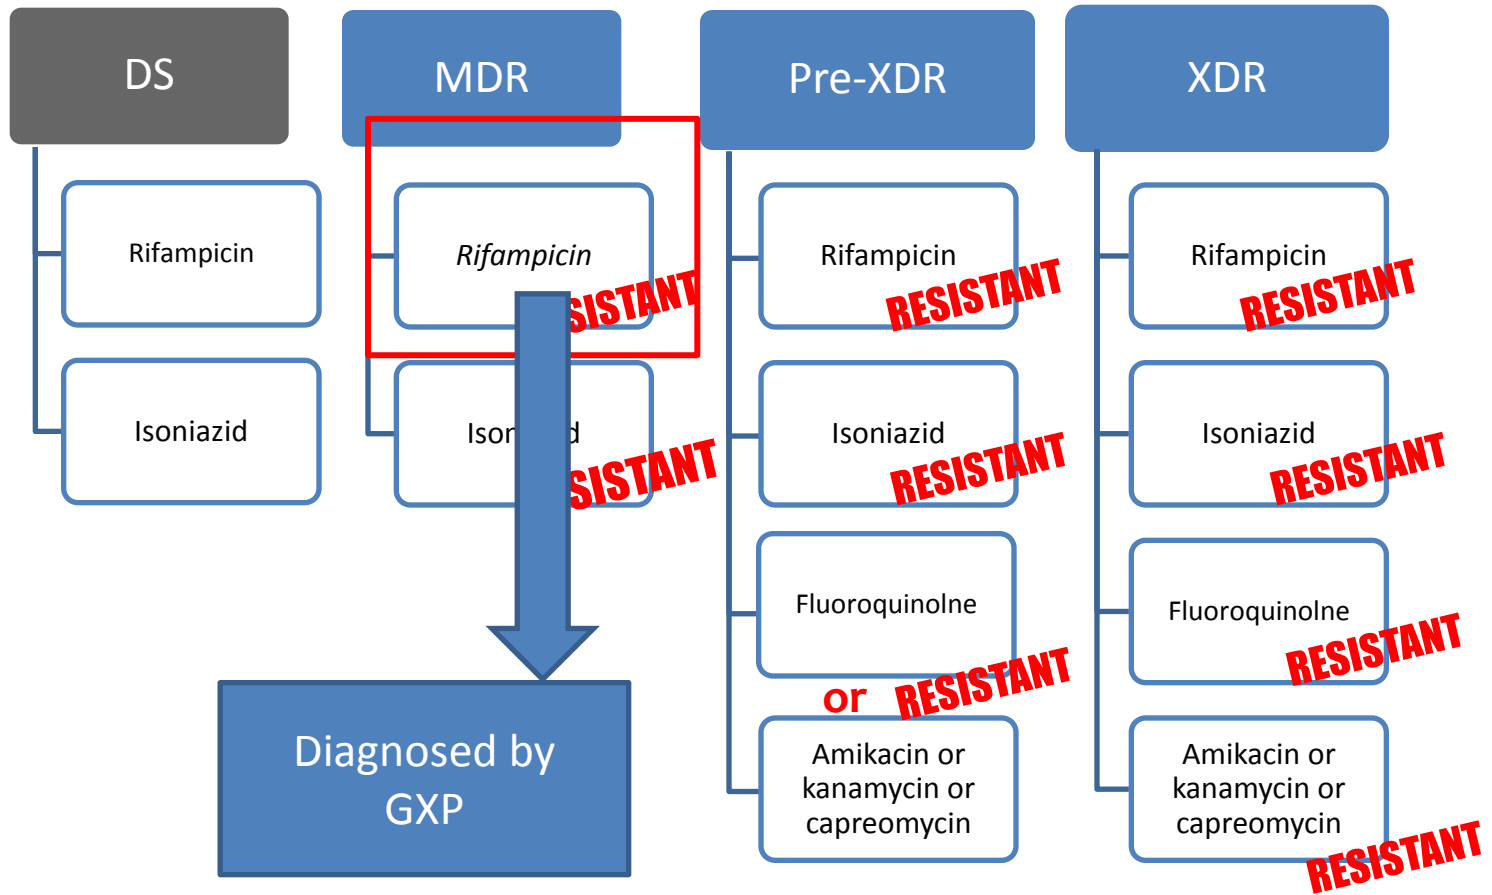 DS
Rifampicin
Isoniazid
MDR
Rifampicin
SISTANT
SISTANT
Diagnosed by
GXP
Pre-XDR
Rifampicin
RESISTANT
Isoniazid
RESISTANT
Fluoroquinolne
or RESISTANT
Amikacin or
kanamycin or
capreomycin
XDR
Rifampicin
RESISTANT
Isoniazid
RESISTANT
Fluoroquinolne
RESISTANT
Amikacin or
kanamycin or
capreomycin
RESISTANT